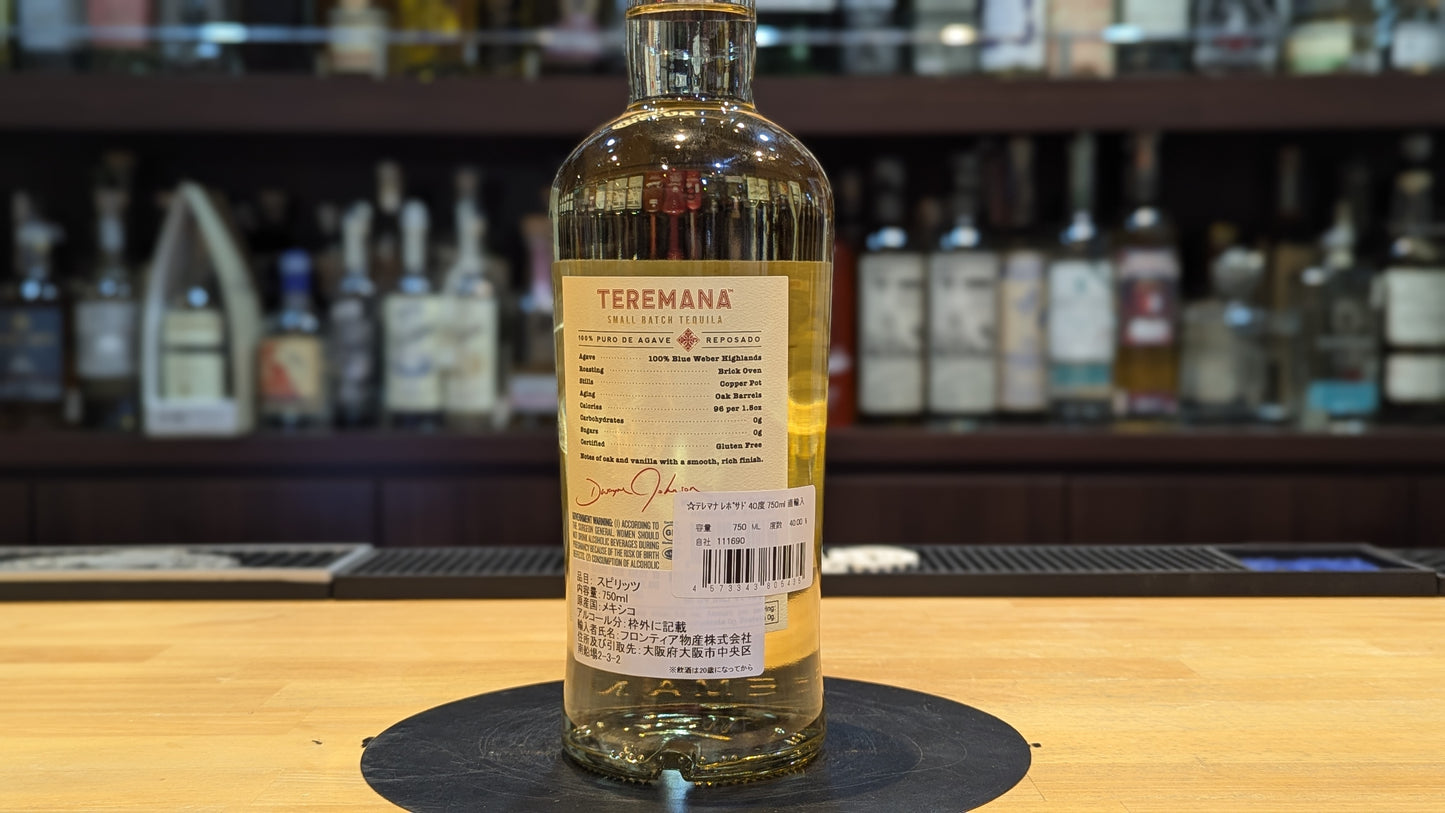 TEREMANA™
SMALL BATCH TEQUILA
100% PURO DE AGAVE REPOSADO
Agave 100% Blue Weber Highlands
Roasting Brick Oven
Stills Copper Pot
Aging Oak Barrels
Calories 96 per 1.5oz
Carbohydrates 0g
Sugars 0g
Certified Gluten Free
Notes of oak and vanilla with a smooth, rich finish.
Dwayne Johnson
GOVERNMENT WARNING: (1) ACCORDING TO
THE SURGEON GENERAL, WOMEN SHOULD
NOT DRINK ALCOHOLIC BEVERAGES DURING
PREGNANCY BECAUSE OF THE RISK OF BIRTH
DEFECTS. (2) CONSUMPTION OF ALCOHOLIC
☆テレマナ レポサド 40度 750ml 直輸入
容量 750 ML 度数 40.00 %
自社 111690
4 573343 805435
品目: スピリッツ
内容量:750ml
原産国:メキシコ
アルコール分:枠外に記載
輸入者氏名:フロンティア物産株式会社
住所及び引取先:大阪府大阪市中央区
南船場2-3-2
※飲酒は20歳になってから